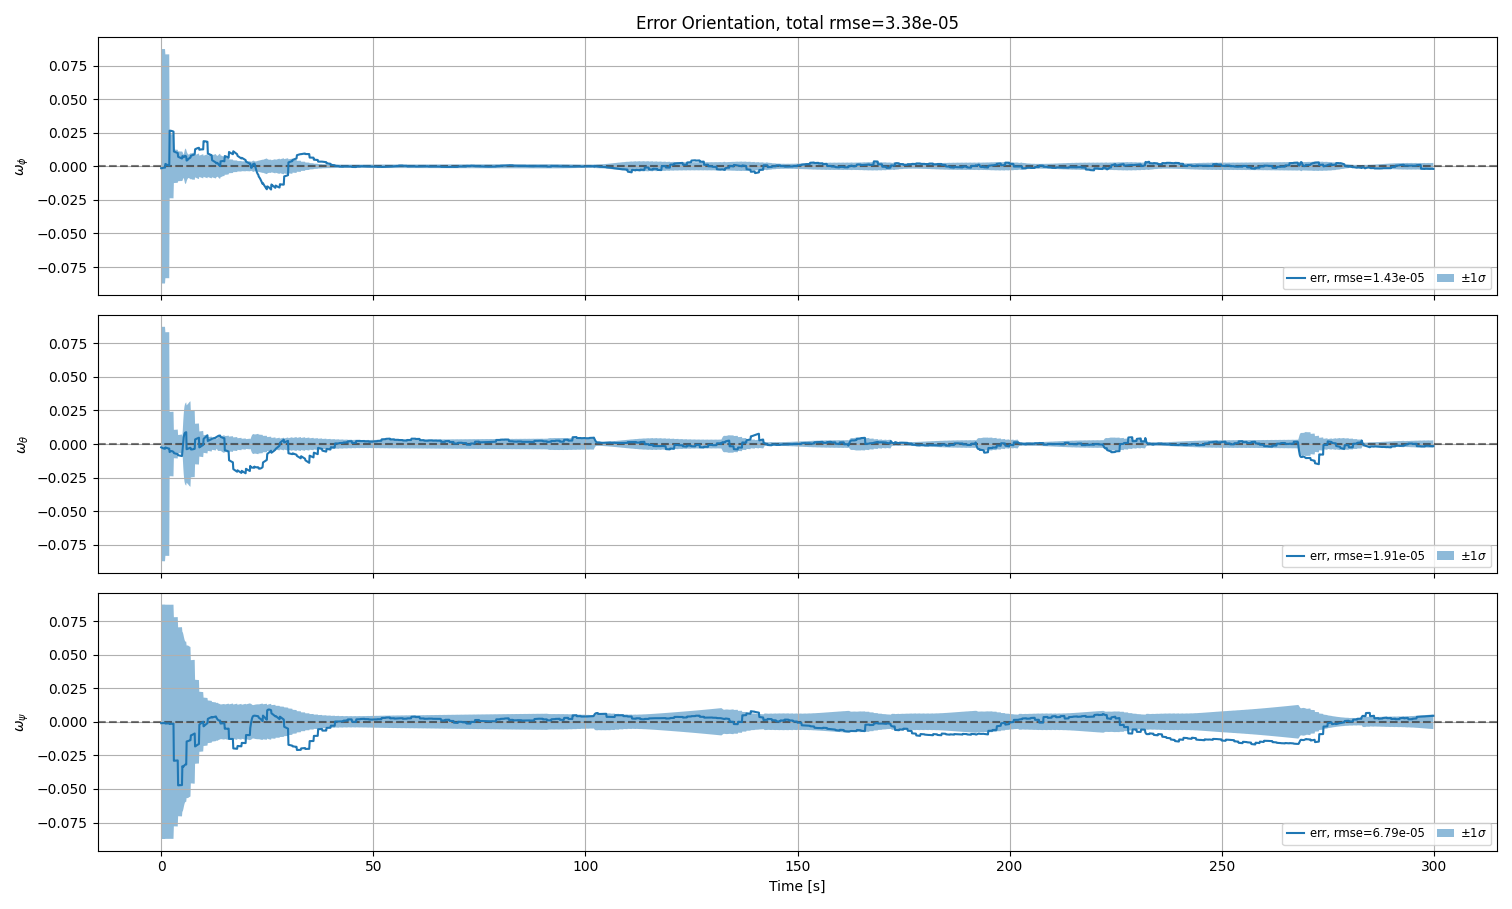 Error Orientation, total rmse=3.38e-05
0.075
0.050
0.025
0.000
−0.025
−0.050
−0.075
ωϕ
err, rmse=1.43e-05 ±1σ
0.075
0.050
0.025
0.000
−0.025
−0.050
−0.075
ωθ
err, rmse=1.91e-05 ±1σ
0.075
0.050
0.025
0.000
−0.025
−0.050
−0.075
ωψ
err, rmse=6.79e-05 ±1σ
0 50 100 150 200 250 300
Time [s]